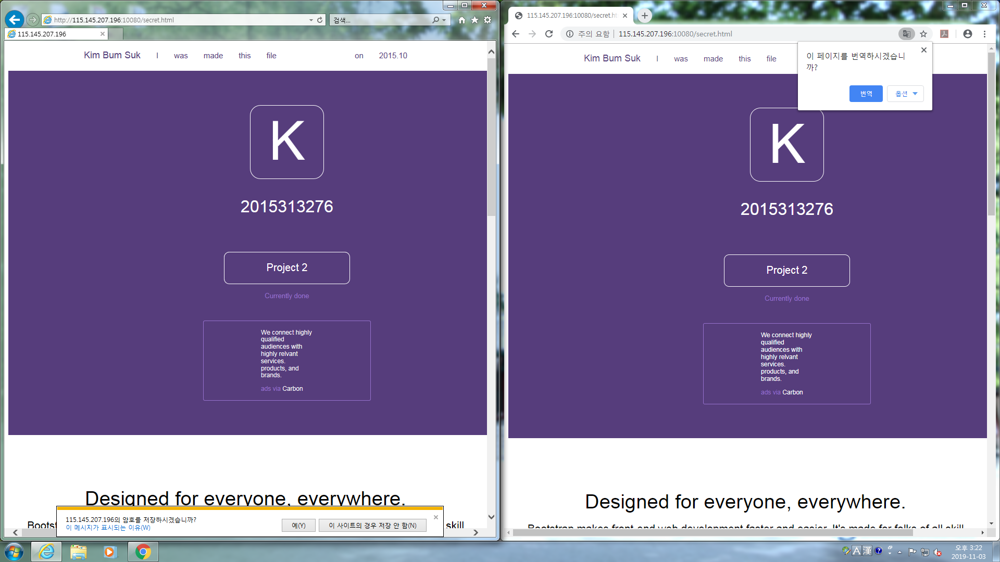 http://115.145.207.196:10080/secret.html
검색...
115.145.207.196
Kim Bum Suk I was made this file on 2015.10
K
2015313276
Project 2
Currently done
We connect highly
qualified
audiences with
highly relvant
services.
products, and
brands.
ads via Carbon
Designed for everyone, everywhere.
skill
115.145.207.196의 암호를 저장하시겠습니까?
이 메시지가 표시되는 이유(W)
예(Y)
이 사이트의 경우 저장 안 함(N)
115.145.207.196:10080/secret.ht
주의 요함
115.145.207.196:10080/secret.html
이 페이지를 번역하시겠습니
까?
번역
옵션
Kim Bum Suk I was made this file
K
2015313276
Project 2
Currently done
We connect highly
qualified
audiences with
highly relvant
services.
products, and
brands.
ads via Carbon
Designed for everyone, everywhere.
Bootstrap makes front-end web development faster and easier. It's made for folks of all skill
A 漢
오후 3:22
2019-11-03